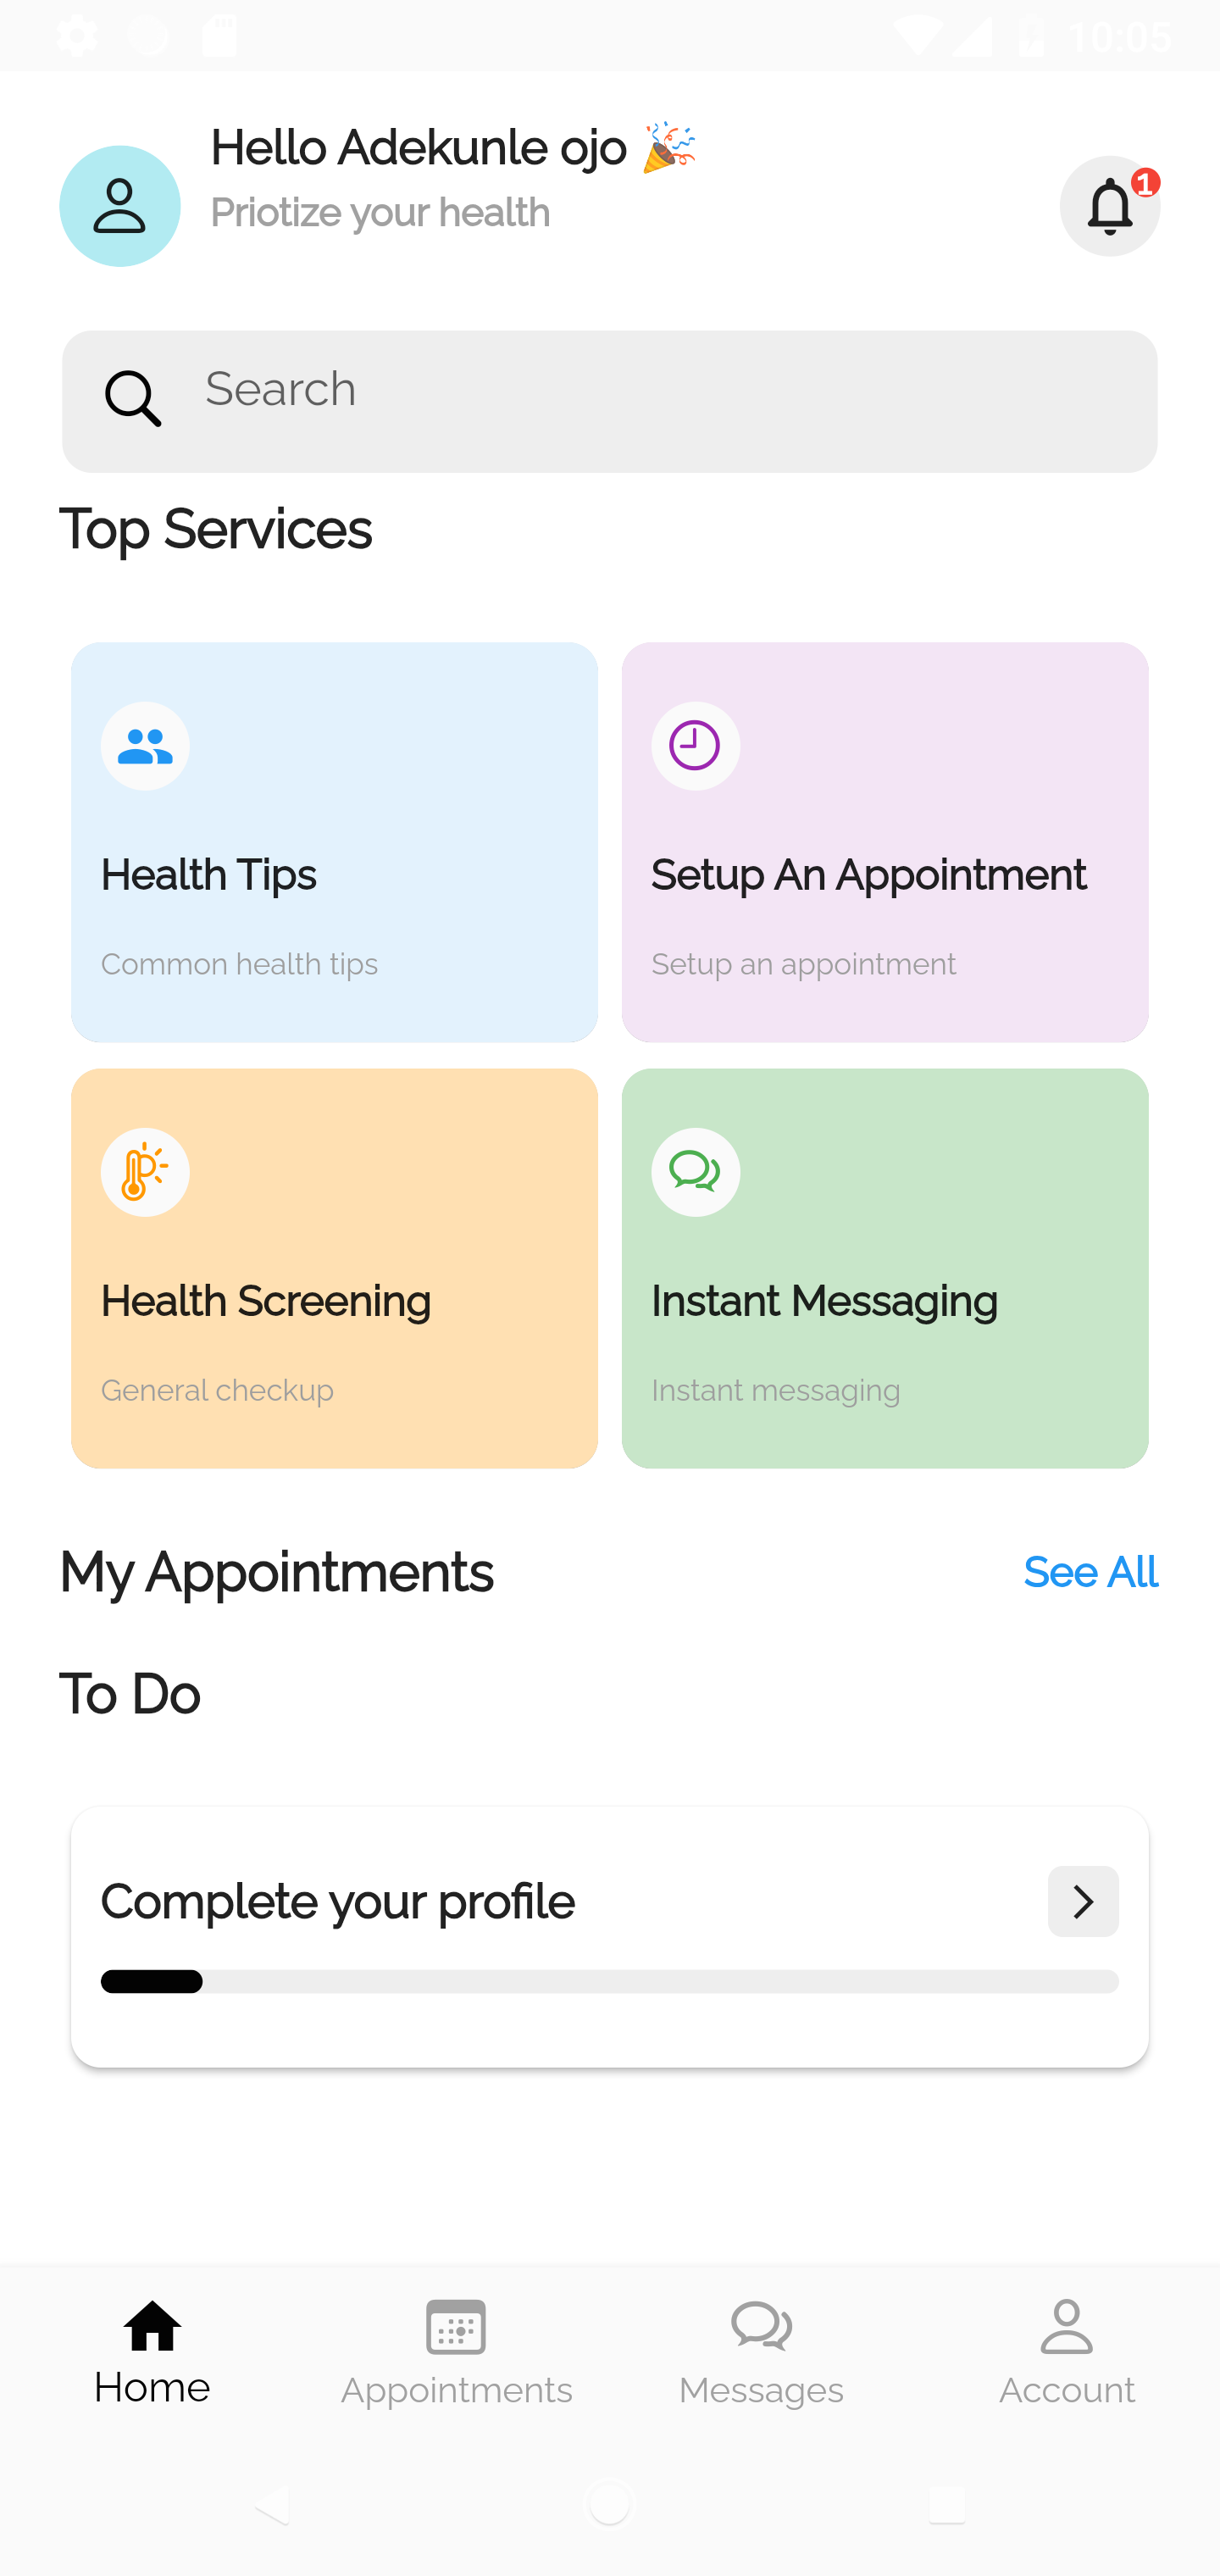 10:05
Hello Adekunle ojo 🎉
Priotize your health
1
Search
Top Services
Health Tips
Common health tips
Setup An Appointment
Setup an appointment
Health Screening
General checkup
Instant Messaging
Instant messaging
My Appointments
See All
To Do
Complete your profile
Home
Appointments
Messages
Account